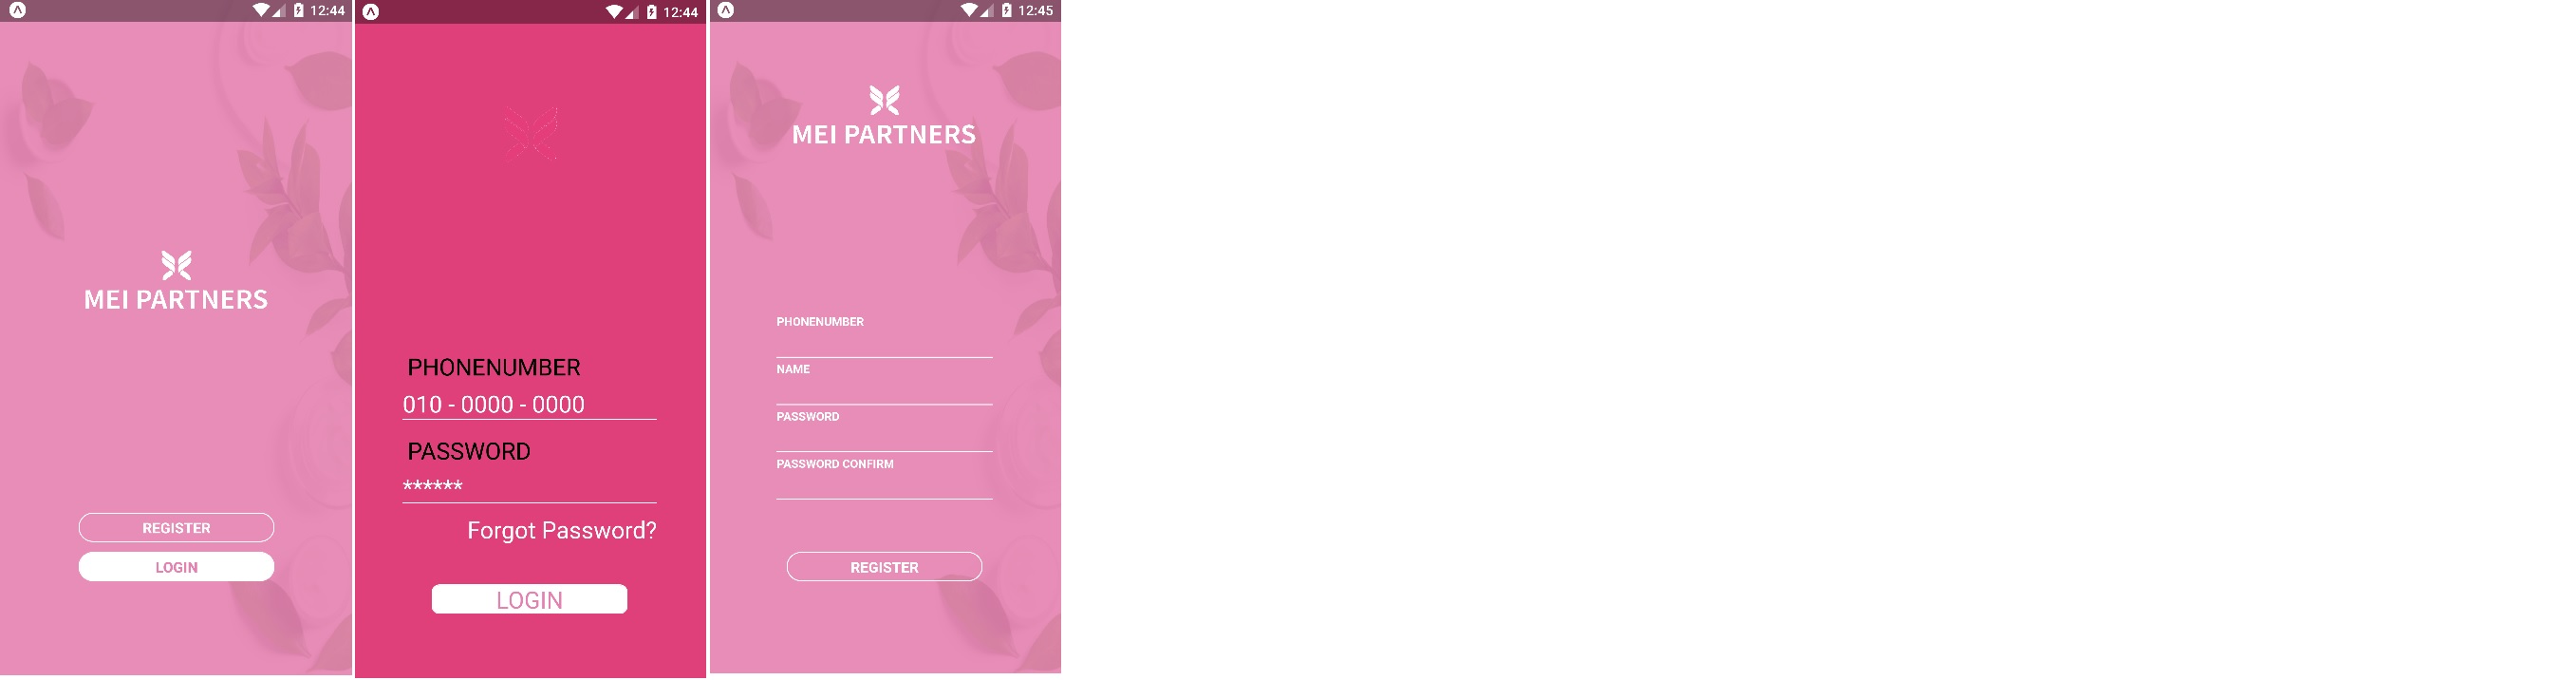 12:44
MEI PARTNERS
REGISTER
LOGIN
12:44
PHONENUMBER
010 - 0000 - 0000
PASSWORD
******
Forgot Password?
LOGIN
12:45
MEI PARTNERS
PHONENUMBER
NAME
PASSWORD
PASSWORD CONFIRM
REGISTER